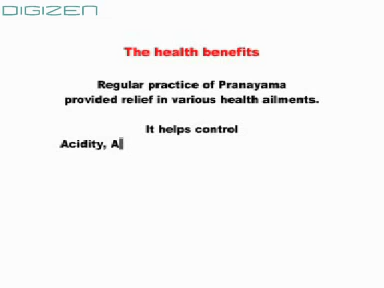 DIGIZEN
The health benefits
Regular practice of Pranayama
provided relief in various health ailments.
It helps control
Acidity, A